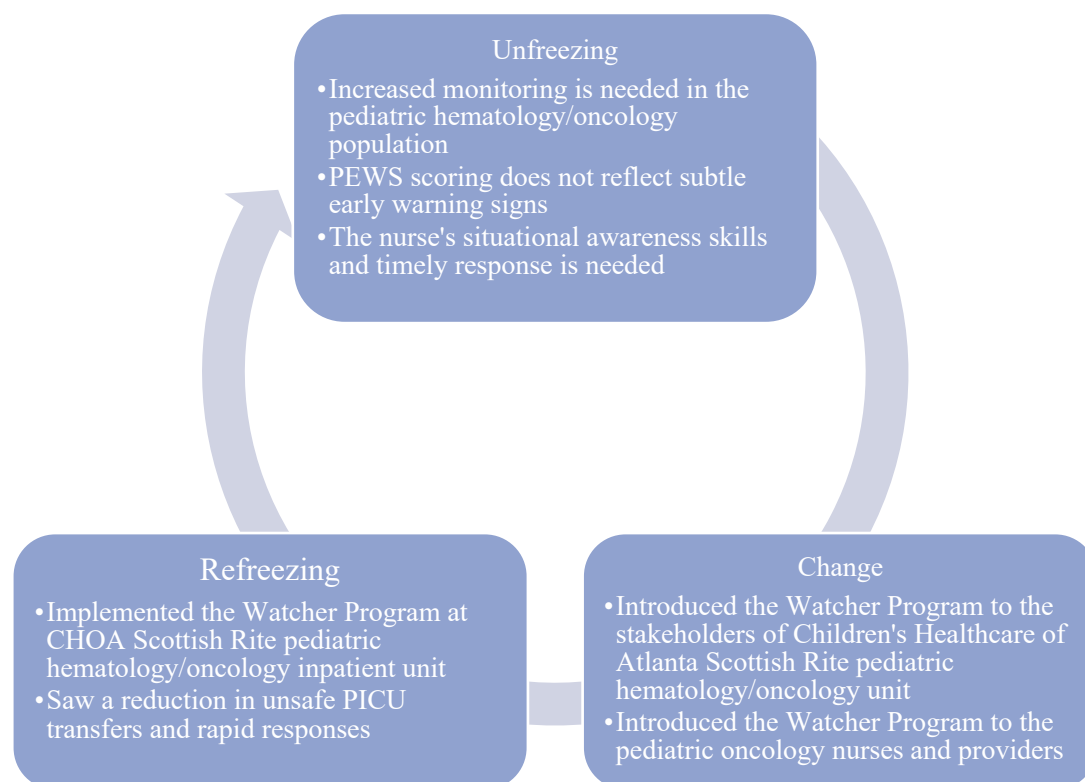 Unfreezing
•Increased monitoring is needed in the
pediatric hematology/oncology
population
•PEWS scoring does not reflect subtle
early warning signs
•The nurse's situational awareness skills
and timely response is needed
Change
•Introduced the Watcher Program to the
stakeholders of Children's Healthcare of
Atlanta Scottish Rite pediatric
hematology/oncology unit
•Introduced the Watcher Program to the
pediatric oncology nurses and providers
Refreezing
•Implemented the Watcher Program at
CHOA Scottish Rite pediatric
hematology/oncology inpatient unit
•Saw a reduction in unsafe PICU
transfers and rapid responses